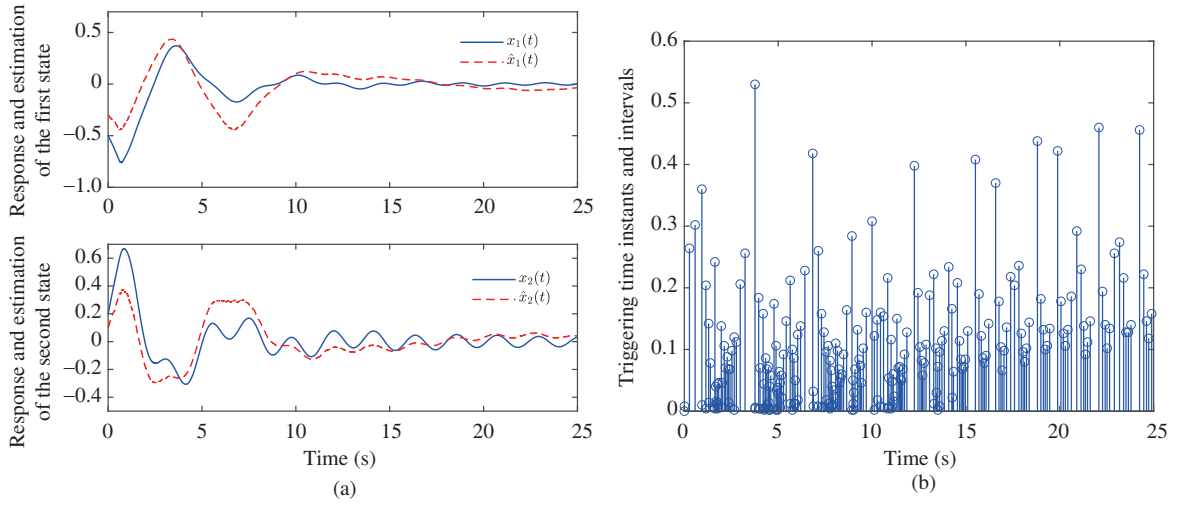 Response and estimation
of the first state
0.5
0
−0.5
−1.0
x₁(t)
x̂₁(t)
0 5 10 15 20 25
Response and estimation
of the second state
0.6
0.4
0.2
0
−0.2
−0.4
x₂(t)
x̂₂(t)
0 5 10 15 20 25
Time (s)
(a)
Triggering time instants and intervals
0.6
0.5
0.4
0.3
0.2
0.1
0
0 5 10 15 20 25
Time (s)
(b)